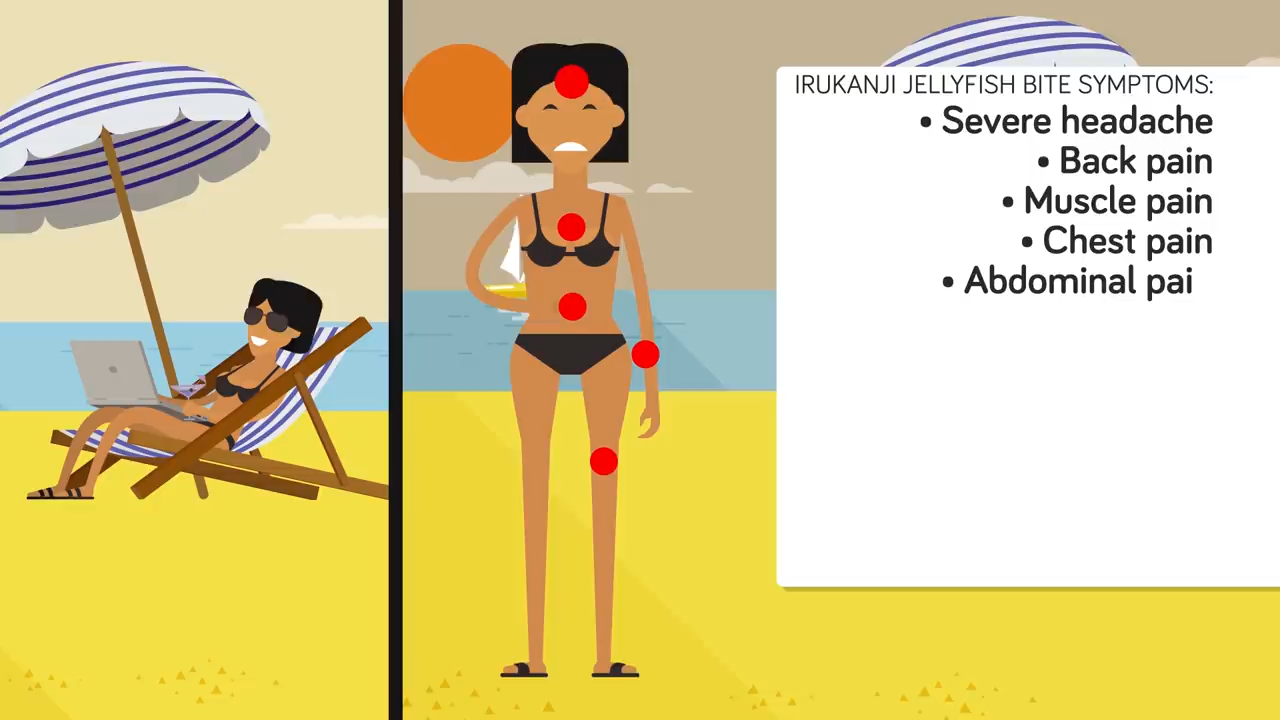 IRUKANJI JELLYFISH BITE SYMPTOMS:
• Severe headache
• Back pain
• Muscle pain
• Chest pain
• Abdominal pai